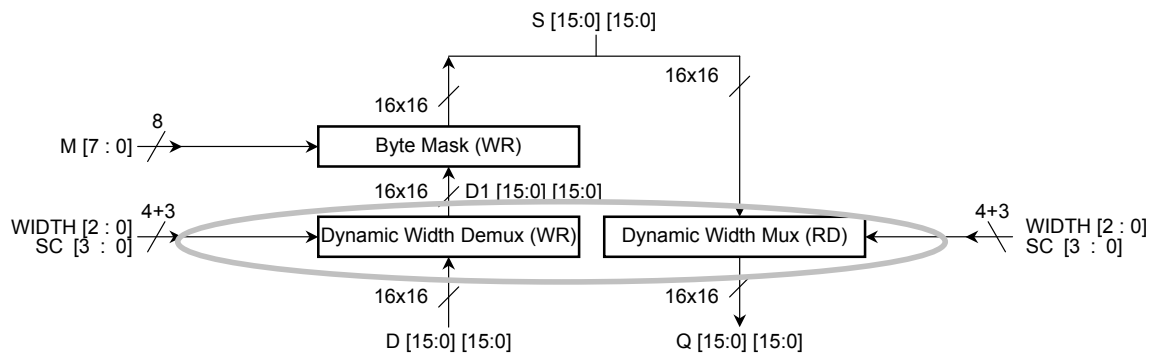 S [15:0] [15:0]
16x16
16x16
8
M [7 : 0]
Byte Mask (WR)
16x16
D1 [15:0] [15:0]
4+3
4+3
WIDTH [2 : 0]
SC [3 : 0]
Dynamic Width Demux (WR)
Dynamic Width Mux (RD)
WIDTH [2 : 0]
SC [3 : 0]
16x16
16x16
D [15:0] [15:0]
Q [15:0] [15:0]